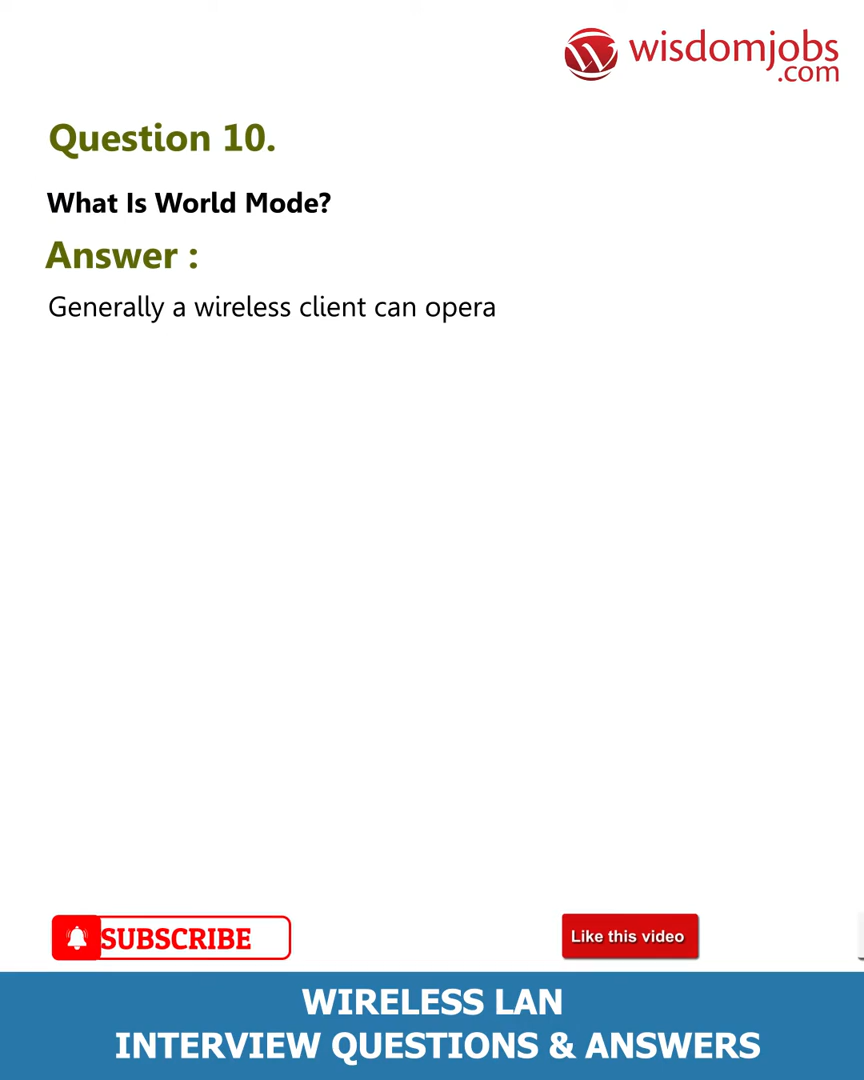 wisdomjobs
.com
Question 10.
What Is World Mode?
Answer :
Generally a wireless client can opera
SUBSCRIBE
Like this video
WIRELESS LAN
INTERVIEW QUESTIONS & ANSWERS